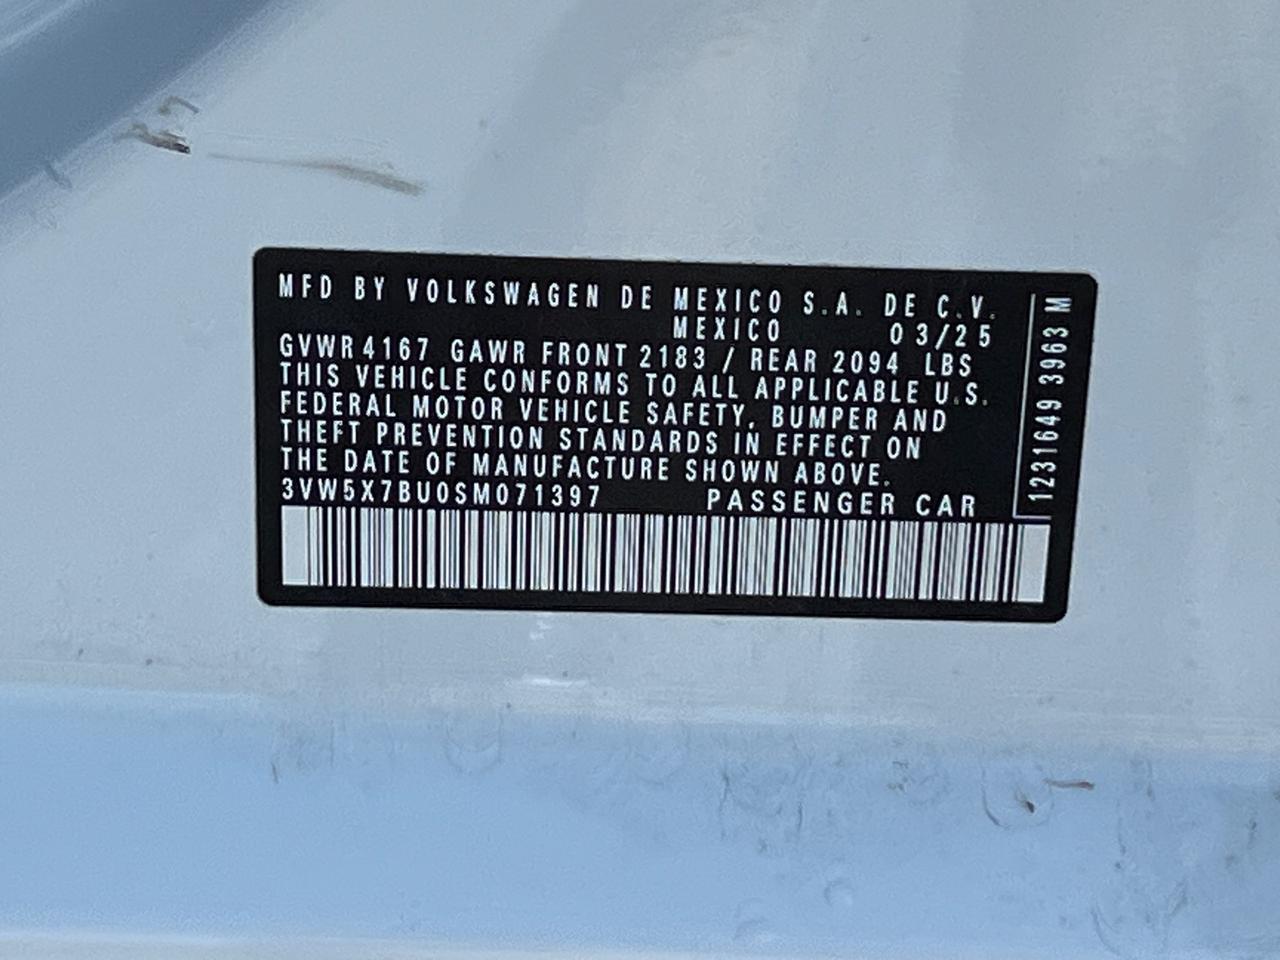 MFD BY VOLKSWAGEN DE MEXICO S.A. DE C.V.
MEXICO 03/25
GVWR 4167 GAWR FRONT 2183 / REAR 2094 LBS
THIS VEHICLE CONFORMS TO ALL APPLICABLE U.S.
FEDERAL MOTOR VEHICLE SAFETY, BUMPER AND
THEFT PREVENTION STANDARDS IN EFFECT ON
THE DATE OF MANUFACTURE SHOWN ABOVE.
3VW5X7BU0SM071397 PASSENGER CAR
1231649 3963 M